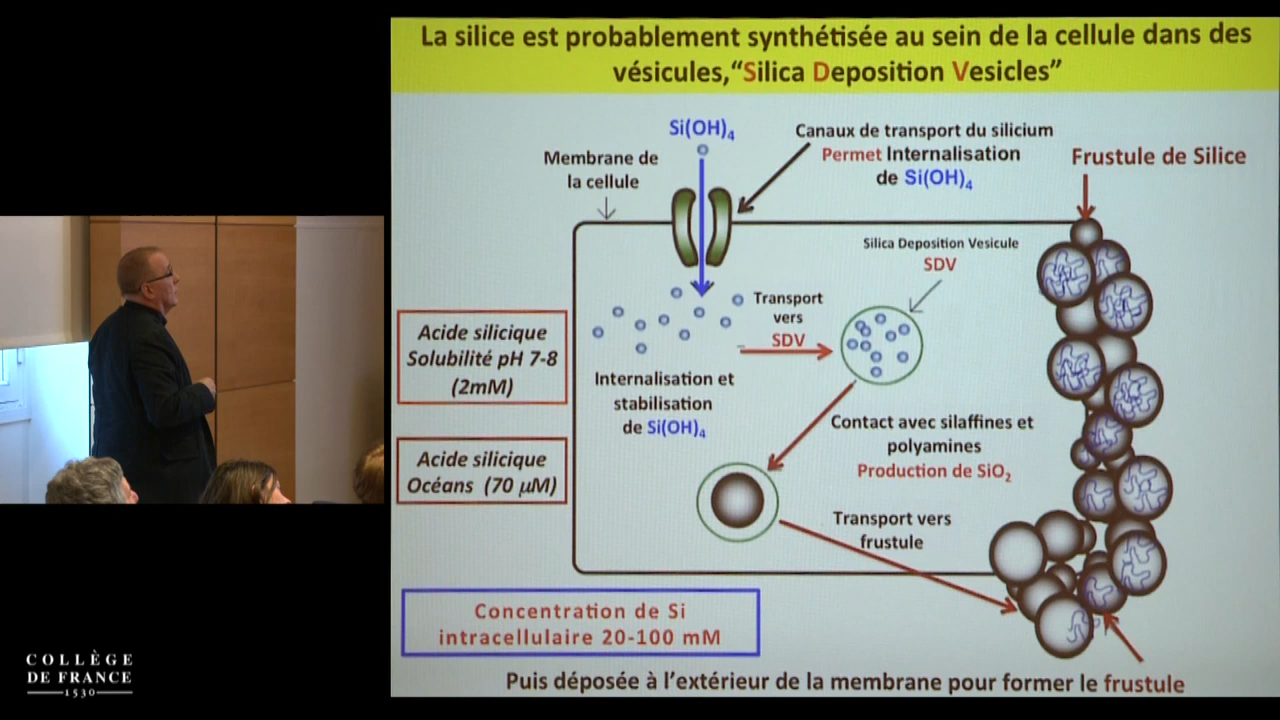 La silice est probablement synthétisée au sein de la cellule dans des
vésicules,“Silica Deposition Vesicles”
Si(OH)4
Canaux de transport du silicium
Permet Internalisation
de Si(OH)4
Membrane de
la cellule
Frustule de Silice
Silica Deposition Vesicule
SDV
Transport
vers
SDV
Acide silicique
Solubilité pH 7-8
(2mM)
Internalisation et
stabilisation
de Si(OH)4
Contact avec silaffines et
polyamines
Production de SiO2
Acide silicique
Océans (70 µM)
Transport vers
frustule
Concentration de Si
intracellulaire 20-100 mM
Puis déposée à l’extérieur de la membrane pour former le frustule
COLLÈGE
DE FRANCE
1530